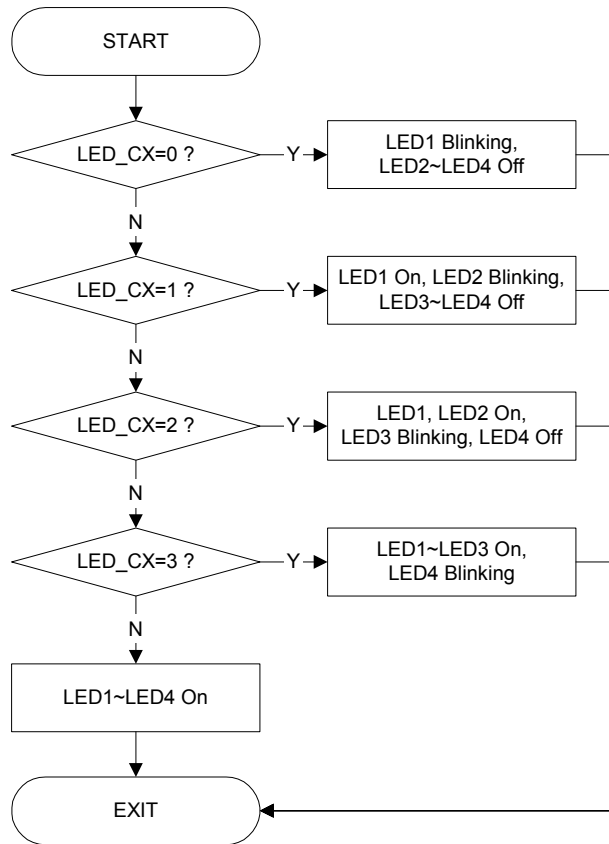 START
LED_CX=0 ?
Y
LED1 Blinking,
LED2~LED4 Off
N
LED_CX=1 ?
Y
LED1 On, LED2 Blinking,
LED3~LED4 Off
N
LED_CX=2 ?
Y
LED1, LED2 On,
LED3 Blinking, LED4 Off
N
LED_CX=3 ?
Y
LED1~LED3 On,
LED4 Blinking
N
LED1~LED4 On
EXIT